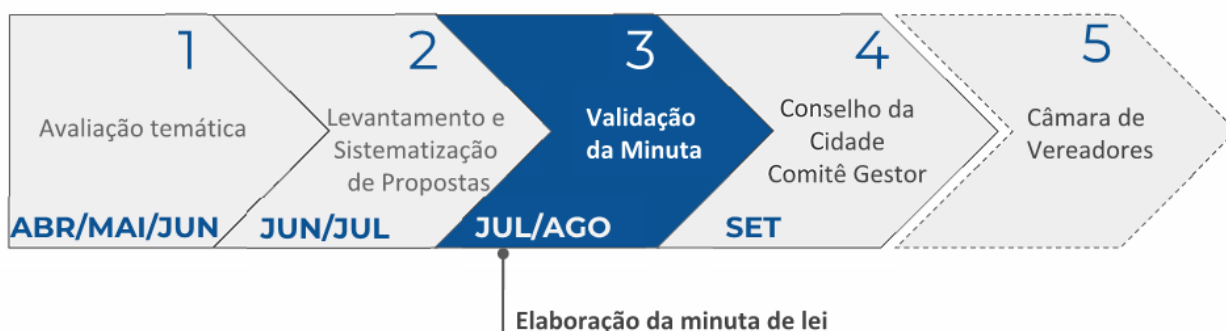 1
Avaliação temática
ABR/MAI/JUN
2
Levantamento e
Sistematização
de Propostas
JUN/JUL
3
Validação
da Minuta
JUL/AGO
4
Conselho da
Cidade
Comitê Gestor
SET
5
Câmara de
Vereadores
Elaboração da minuta de lei